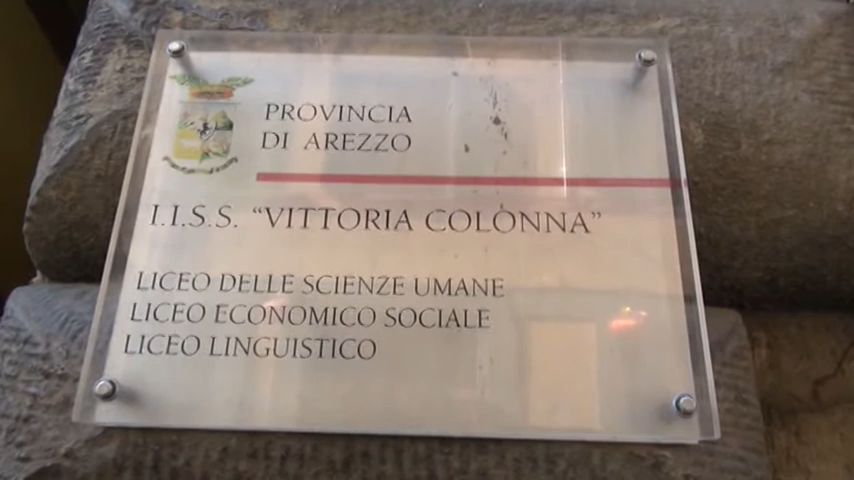 PROVINCIA
DI AREZZO
I.I.S.S. “VITTORIA COLONNA”
LICEO DELLE SCIENZE UMANE
LICEO ECONOMICO SOCIALE
LICEO LINGUISTICO